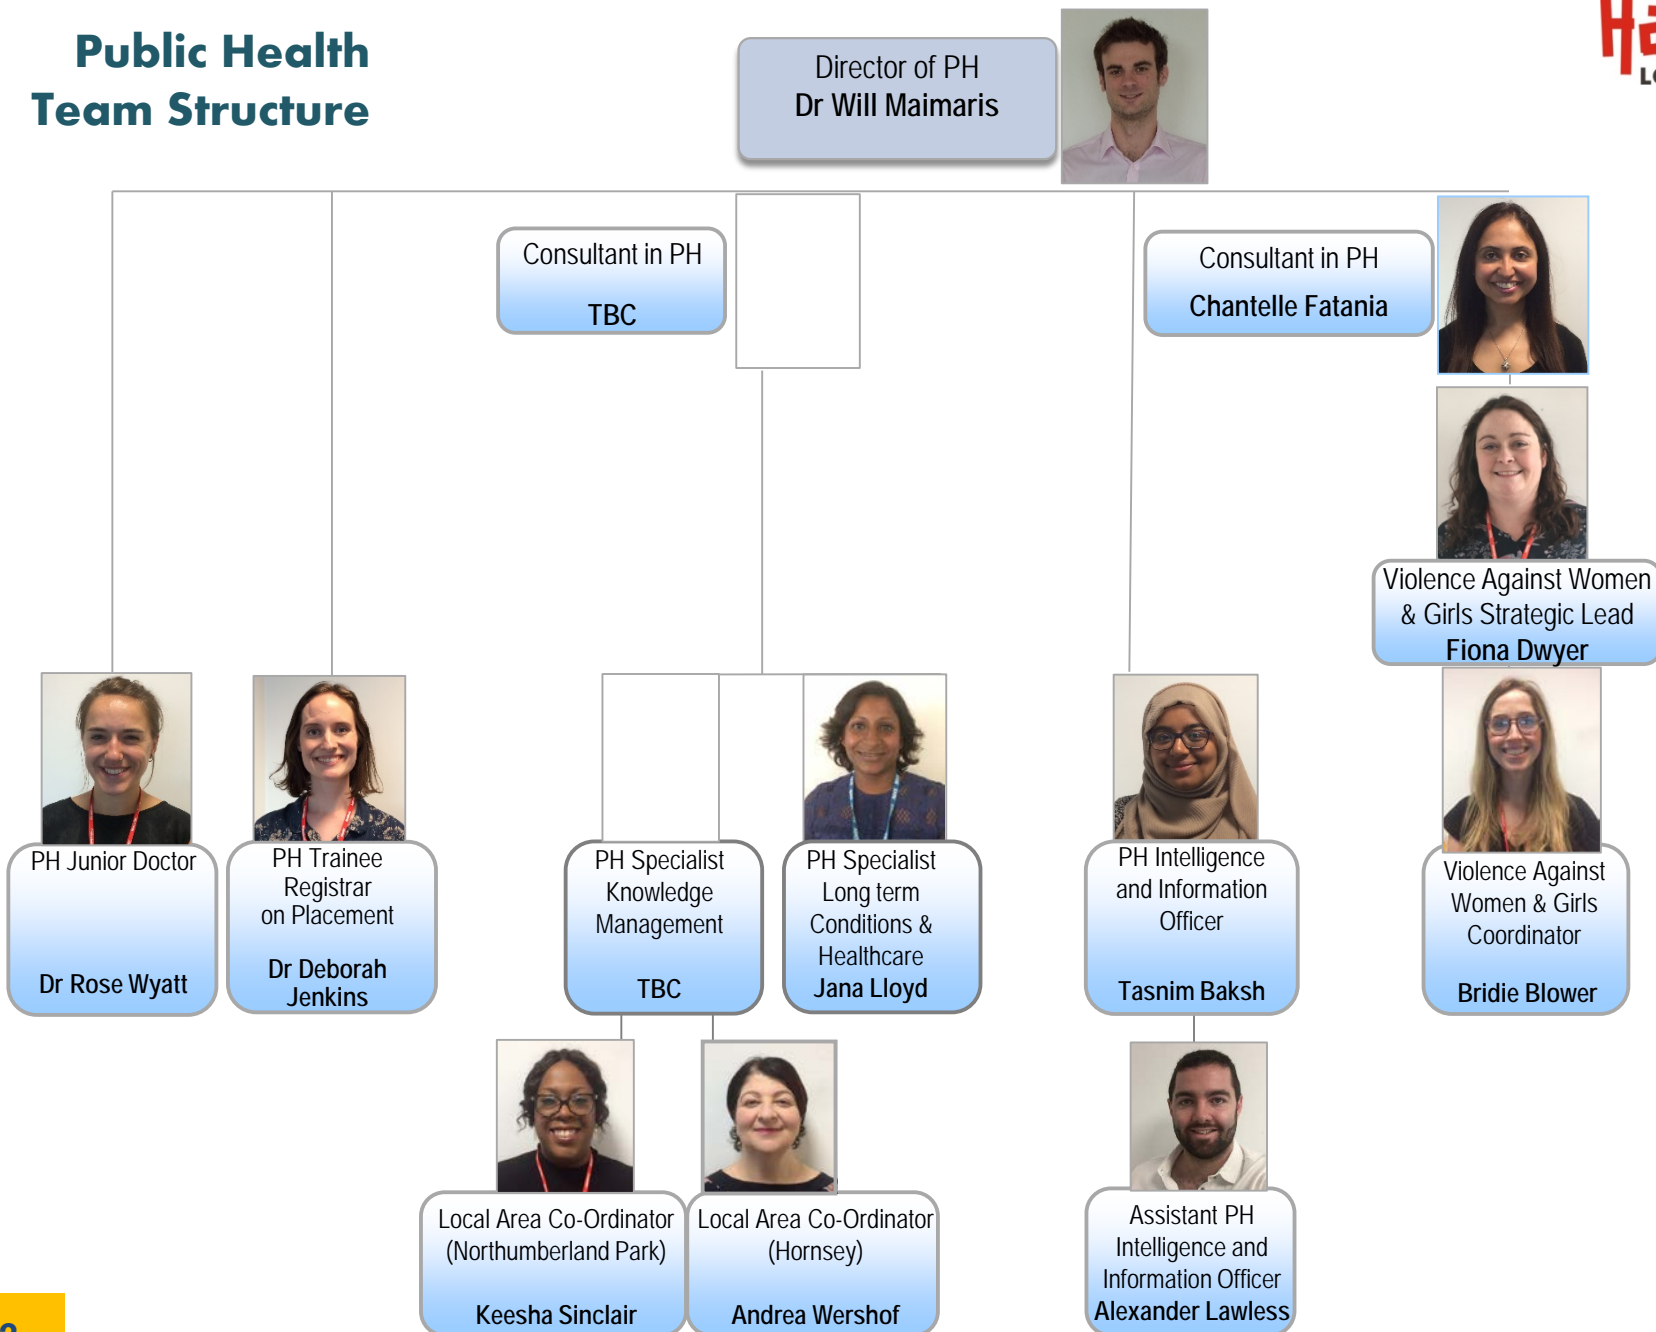 Public Health
Team Structure
Director of PH
Dr Will Maimaris
Consultant in PH
TBC
Consultant in PH
Chantelle Fatania
Violence Against Women
& Girls Strategic Lead
Fiona Dwyer
PH Junior Doctor
Dr Rose Wyatt
PH Trainee
Registrar
on Placement
Dr Deborah
Jenkins
PH Specialist
Knowledge
Management
TBC
PH Specialist
Long term
Conditions &
Healthcare
Jana Lloyd
PH Intelligence
and Information
Officer
Tasnim Baksh
Violence Against
Women & Girls
Coordinator
Bridie Blower
Local Area Co-Ordinator
(Northumberland Park)
Keesha Sinclair
Local Area Co-Ordinator
(Hornsey)
Andrea Wershof
Assistant PH
Intelligence and
Information Officer
Alexander Lawless